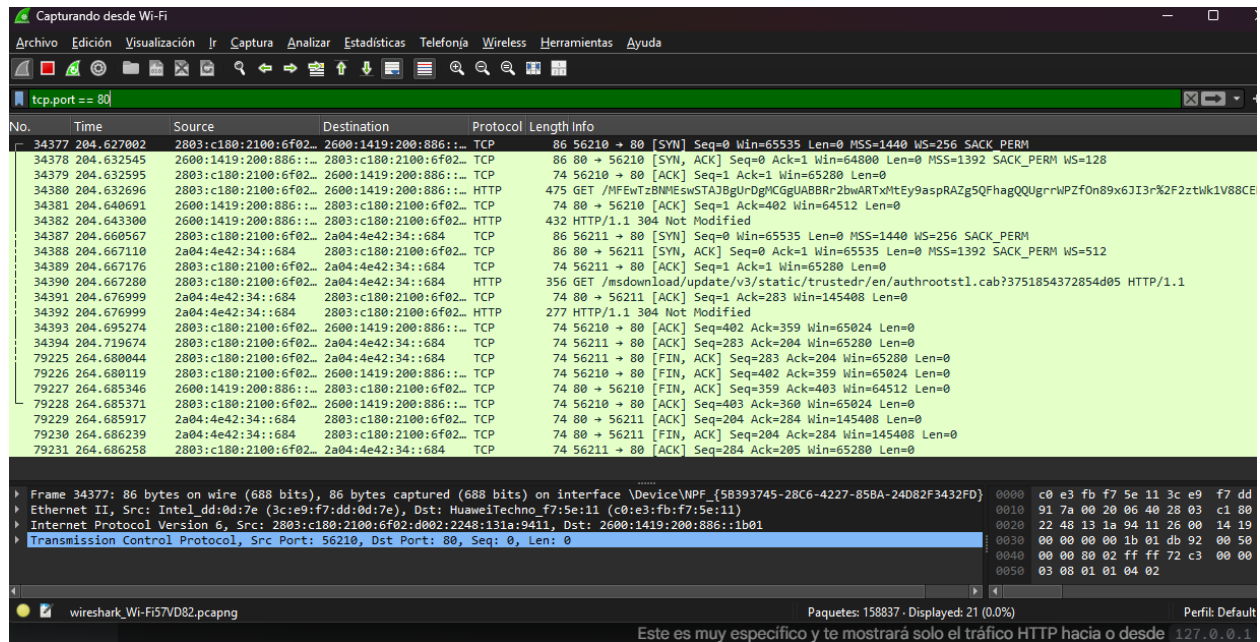 Capturando desde Wi-Fi
Archivo Edición Visualización Ir Captura Analizar Estadísticas Telefonía Wireless Herramientas Ayuda
tcp.port == 80
No. Time Source Destination Protocol Length Info
34377 204.627002 2803:c180:2100:6f02… 2600:1419:200:886::… TCP 86 56210 → 80 [SYN] Seq=0 Win=65535 Len=0 MSS=1440 WS=256 SACK_PERM
34378 204.632545 2600:1419:200:886::… 2803:c180:2100:6f02… TCP 86 80 → 56210 [SYN, ACK] Seq=0 Ack=1 Win=64800 Len=0 MSS=1392 SACK_PERM WS=128
34379 204.632595 2803:c180:2100:6f02… 2600:1419:200:886::… TCP 74 56210 → 80 [ACK] Seq=1 Ack=1 Win=65280 Len=0
34380 204.632696 2803:c180:2100:6f02… 2600:1419:200:886::… HTTP 475 GET /MFEwTzBNMEswSTAJBgUrDgMCGgUABBRr2bwARTxMtEy9aspRAZg5QFhagQQUgrrWPZfOn89x6JI3r%2F2ztWk1V88CE
34381 204.640691 2600:1419:200:886::… 2803:c180:2100:6f02… TCP 74 80 → 56210 [ACK] Seq=1 Ack=402 Win=64512 Len=0
34382 204.643300 2600:1419:200:886::… 2803:c180:2100:6f02… HTTP 432 HTTP/1.1 304 Not Modified
34387 204.660567 2803:c180:2100:6f02… 2a04:4e42:34::684 TCP 86 56211 → 80 [SYN] Seq=0 Win=65535 Len=0 MSS=1440 WS=256 SACK_PERM
34388 204.667110 2a04:4e42:34::684 2803:c180:2100:6f02… TCP 86 80 → 56211 [SYN, ACK] Seq=0 Ack=1 Win=65535 Len=0 MSS=1392 SACK_PERM WS=512
34389 204.667176 2803:c180:2100:6f02… 2a04:4e42:34::684 TCP 74 56211 → 80 [ACK] Seq=1 Ack=1 Win=65280 Len=0
34390 204.667280 2803:c180:2100:6f02… 2a04:4e42:34::684 HTTP 356 GET /msdownload/update/v3/static/trustedr/en/authrootstl.cab?3751854372854d05 HTTP/1.1
34391 204.676999 2a04:4e42:34::684 2803:c180:2100:6f02… TCP 74 80 → 56211 [ACK] Seq=1 Ack=283 Win=145408 Len=0
34392 204.676999 2a04:4e42:34::684 2803:c180:2100:6f02… HTTP 277 HTTP/1.1 304 Not Modified
34393 204.695274 2803:c180:2100:6f02… 2600:1419:200:886::… TCP 74 56210 → 80 [ACK] Seq=402 Ack=359 Win=65024 Len=0
34394 204.719674 2803:c180:2100:6f02… 2a04:4e42:34::684 TCP 74 56211 → 80 [ACK] Seq=283 Ack=204 Win=65280 Len=0
79225 264.680044 2803:c180:2100:6f02… 2a04:4e42:34::684 TCP 74 56211 → 80 [FIN, ACK] Seq=283 Ack=204 Win=65280 Len=0
79226 264.680119 2803:c180:2100:6f02… 2600:1419:200:886::… TCP 74 56210 → 80 [FIN, ACK] Seq=402 Ack=359 Win=65024 Len=0
79227 264.685346 2600:1419:200:886::… 2803:c180:2100:6f02… TCP 74 80 → 56210 [FIN, ACK] Seq=359 Ack=403 Win=64512 Len=0
79228 264.685371 2803:c180:2100:6f02… 2600:1419:200:886::… TCP 74 56210 → 80 [ACK] Seq=403 Ack=360 Win=65024 Len=0
79229 264.685917 2a04:4e42:34::684 2803:c180:2100:6f02… TCP 74 80 → 56211 [ACK] Seq=204 Ack=284 Win=145408 Len=0
79230 264.686239 2a04:4e42:34::684 2803:c180:2100:6f02… TCP 74 80 → 56211 [FIN, ACK] Seq=204 Ack=284 Win=145408 Len=0
79231 264.686258 2803:c180:2100:6f02… 2a04:4e42:34::684 TCP 74 56211 → 80 [ACK] Seq=284 Ack=205 Win=65280 Len=0
Frame 34377: 86 bytes on wire (688 bits), 86 bytes captured (688 bits) on interface \Device\NPF_{5B393745-28C6-4227-85BA-24D82F3432FD}
Ethernet II, Src: Intel_dd:0d:7e (3c:e9:f7:dd:0d:7e), Dst: HuaweiTechno_f7:5e:11 (c0:e3:fb:f7:5e:11)
Internet Protocol Version 6, Src: 2803:c180:2100:6f02:d002:2248:131a:9411, Dst: 2600:1419:200:886::1b01
Transmission Control Protocol, Src Port: 56210, Dst Port: 80, Seq: 0, Len: 0
0000 c0 e3 fb f7 5e 11 3c e9 f7 dd
0010 91 7a 00 20 06 40 28 03 c1 80
0020 22 48 13 1a 94 11 26 00 14 19
0030 00 00 00 00 1b 01 db 92 00 50
0040 00 00 80 02 ff ff 72 c3 00 00
0050 03 08 01 01 04 02
wireshark_Wi-Fi57VD82.pcapng Paquetes: 158837 · Displayed: 21 (0.0%) Perfil: Default
Este es muy específico y te mostrará solo el tráfico HTTP hacia o desde 127.0.0.1